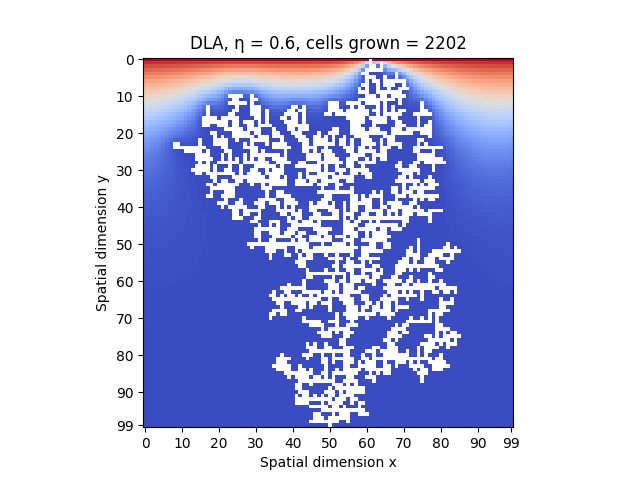 DLA, η = 0.6, cells grown = 2202
0
10
20
30
40
50
60
70
80
90
99
Spatial dimension y
0 10 20 30 40 50 60 70 80 90 99
Spatial dimension x